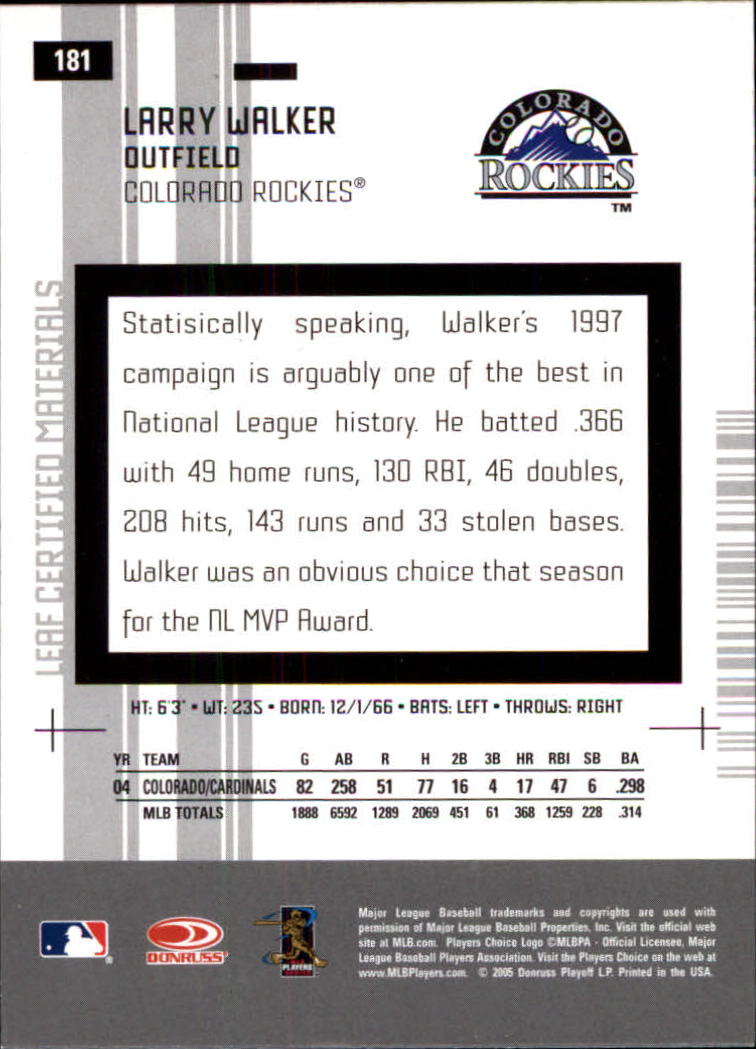 181
LARRY WALKER
OUTFIELD
COLORADO ROCKIES®
COLORADO
ROCKIES
TM
LEAF CERTIFIED MATERIALS
Statisically speaking, Walker's 1997
campaign is arguably one of the best in
National League history. He batted .366
with 49 home runs, 130 RBI, 46 doubles,
208 hits, 143 runs and 33 stolen bases.
Walker was an obvious choice that season
for the NL MVP Award.
HT: 6'3" • WT: 235 • BORN: 12/1/66 • BATS: LEFT • THROWS: RIGHT
YR TEAM G AB R H 2B 3B HR RBI SB BA
04 COLORADO/CARDINALS 82 258 51 77 16 4 17 47 6 .298
MLB TOTALS 1888 6592 1289 2069 451 61 368 1259 228 .314
DONRUSS
PLAYERS
Major League Baseball trademarks and copyrights are used with
permission of Major League Baseball Properties, Inc. Visit the official web
site at MLB.com. Players Choice Logo ©MLBPA - Official Licensee, Major
League Baseball Players Association. Visit the Players Choice on the web at
www.MLBPlayers.com. © 2005 Donruss Playoff L.P. Printed in the USA.